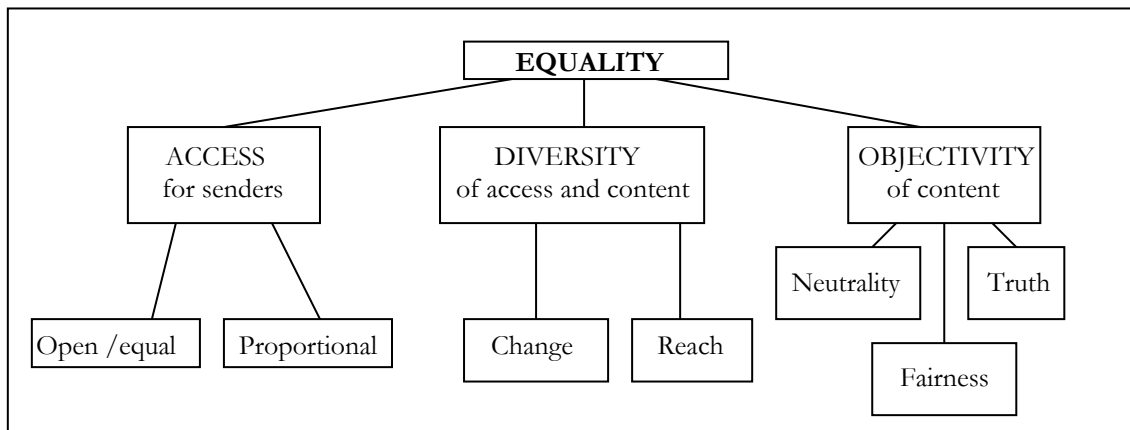 EQUALITY
ACCESS
for senders
DIVERSITY
of access and content
OBJECTIVITY
of content
Neutrality
Truth
Open /equal
Proportional
Change
Reach
Fairness